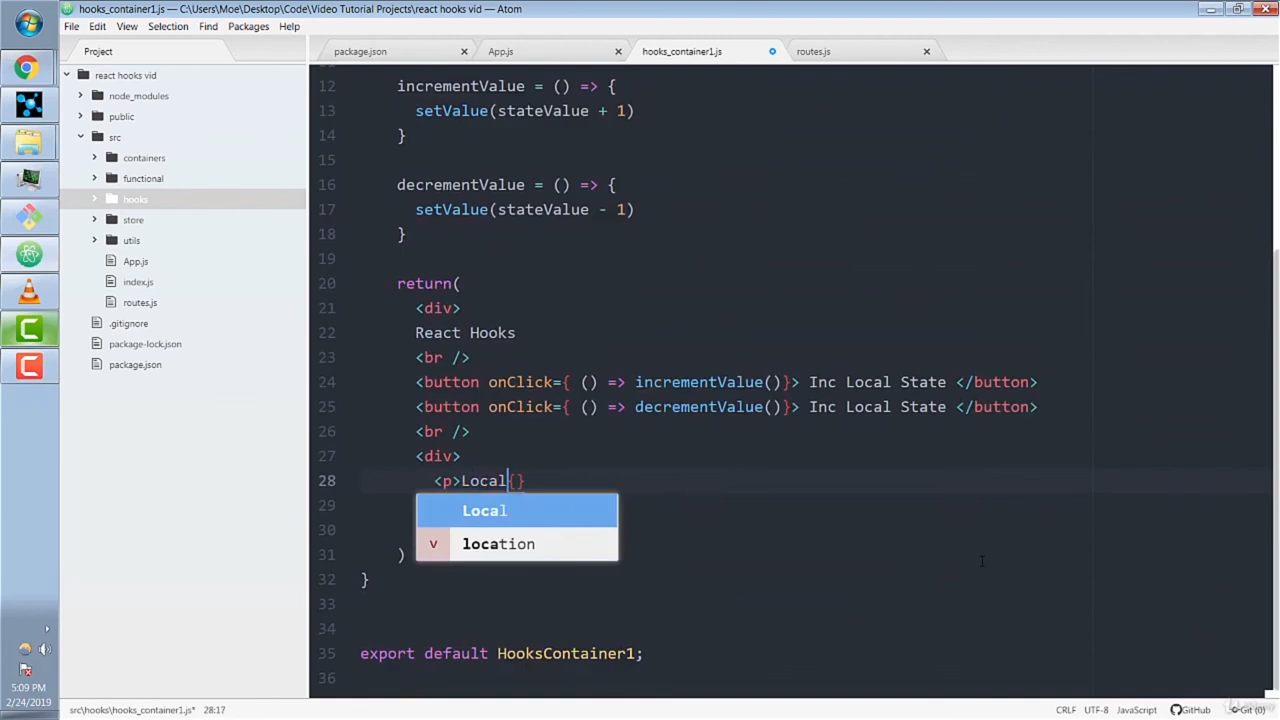 hooks_container1.js — C:\Users\Moe\Desktop\Code\Video Tutorial Projects\react hooks vid — Atom
File Edit View Selection Find Packages Help
Project
package.json
App.js
hooks_container1.js
routes.js
react hooks vid
node_modules
public
src
containers
functional
hooks
store
utils
App.js
index.js
routes.js
.gitignore
package-lock.json
package.json
12 incrementValue = () => {
13 setValue(stateValue + 1)
14 }
15
16 decrementValue = () => {
17 setValue(stateValue - 1)
18 }
19
20 return(
21 <div>
22 React Hooks
23 <br />
24 <button onClick={ () => incrementValue()}> Inc Local State </button>
25 <button onClick={ () => decrementValue()}> Inc Local State </button>
26 <br />
27 <div>
28 <p>Local{}
Local
v location
29
30
31 )
32 }
33
34
35 export default HooksContainer1;
36
5:09 PM
2/24/2019
src\hooks\hooks_container1.js* 28:17
CRLF UTF-8 JavaScript GitHub Git (0)